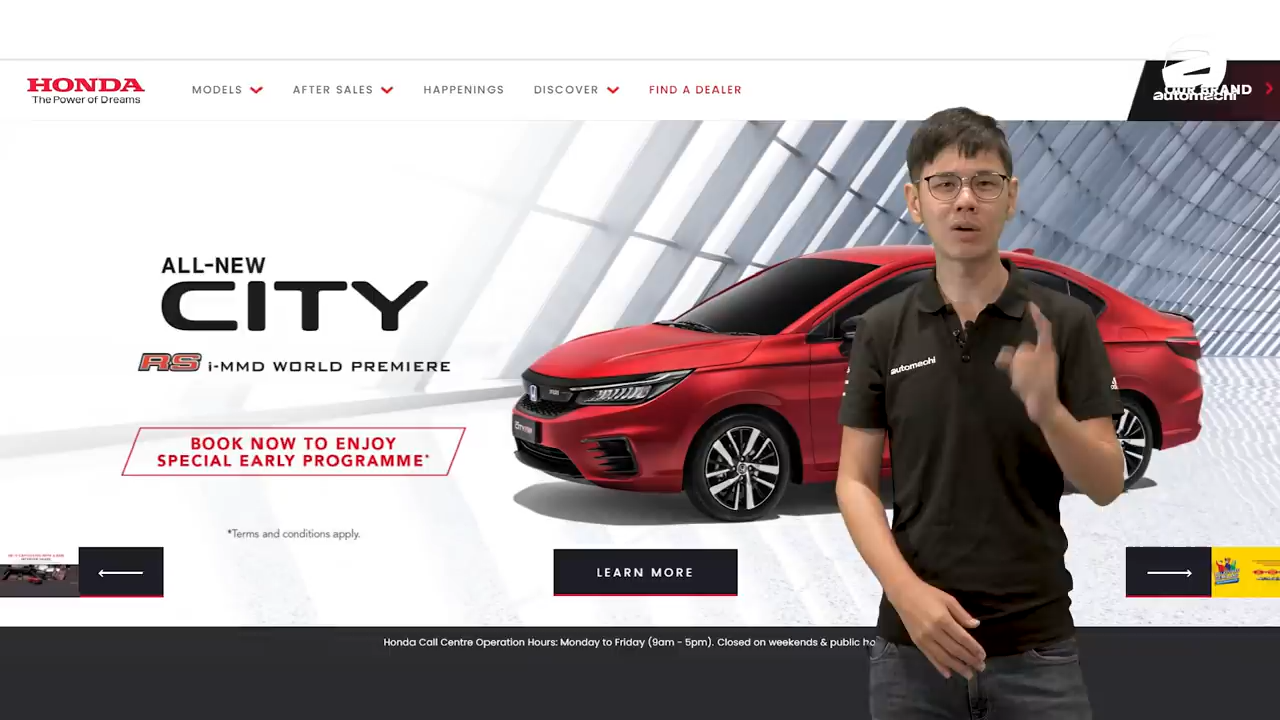 HONDA
The Power of Dreams
MODELS
AFTER SALES
HAPPENINGS
DISCOVER
FIND A DEALER
OUR BRAND
automachi
ALL-NEW
CITY
RS i-MMD WORLD PREMIERE
BOOK NOW TO ENJOY
SPECIAL EARLY PROGRAMME*
*Terms and conditions apply.
automachi
LEARN MORE
Honda Call Centre Operation Hours: Monday to Friday (9am - 5pm). Closed on weekends & public ho